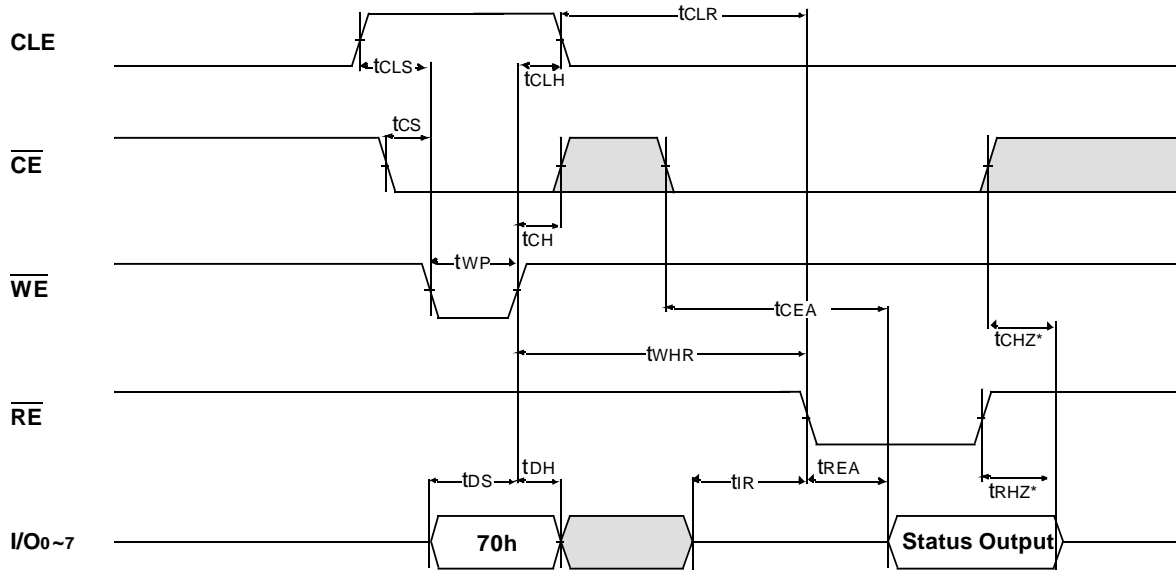 tCLR
CLE
tCLS
tCLH
tCS
CE
tCH
tWP
WE
tCEA
tCHZ*
tWHR
RE
tDS
tDH
tIR
tREA
tRHZ*
I/O0~7
70h
Status Output